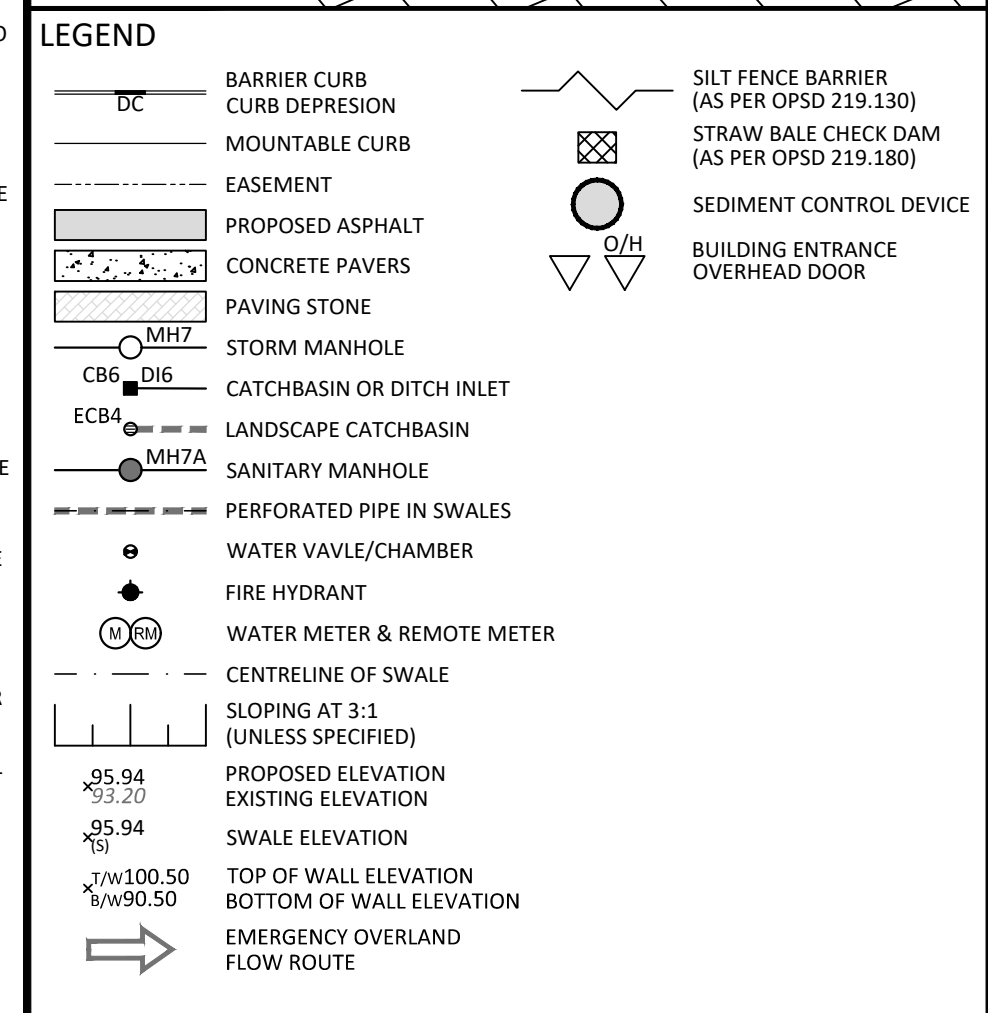 LEGEND
DC
BARRIER CURB
CURB DEPRESION
MOUNTABLE CURB
EASEMENT
PROPOSED ASPHALT
CONCRETE PAVERS
PAVING STONE
MH7
STORM MANHOLE
CB6 DI6
CATCHBASIN OR DITCH INLET
ECB4
LANDSCAPE CATCHBASIN
MH7A
SANITARY MANHOLE
PERFORATED PIPE IN SWALES
WATER VAVLE/CHAMBER
FIRE HYDRANT
M RM
WATER METER & REMOTE METER
CENTRELINE OF SWALE
SLOPING AT 3:1
(UNLESS SPECIFIED)
×95.94
93.20
PROPOSED ELEVATION
EXISTING ELEVATION
×95.94
(S)
SWALE ELEVATION
×T/W100.50
B/W90.50
TOP OF WALL ELEVATION
BOTTOM OF WALL ELEVATION
EMERGENCY OVERLAND
FLOW ROUTE
SILT FENCE BARRIER
(AS PER OPSD 219.130)
STRAW BALE CHECK DAM
(AS PER OPSD 219.180)
SEDIMENT CONTROL DEVICE
O/H
BUILDING ENTRANCE
OVERHEAD DOOR